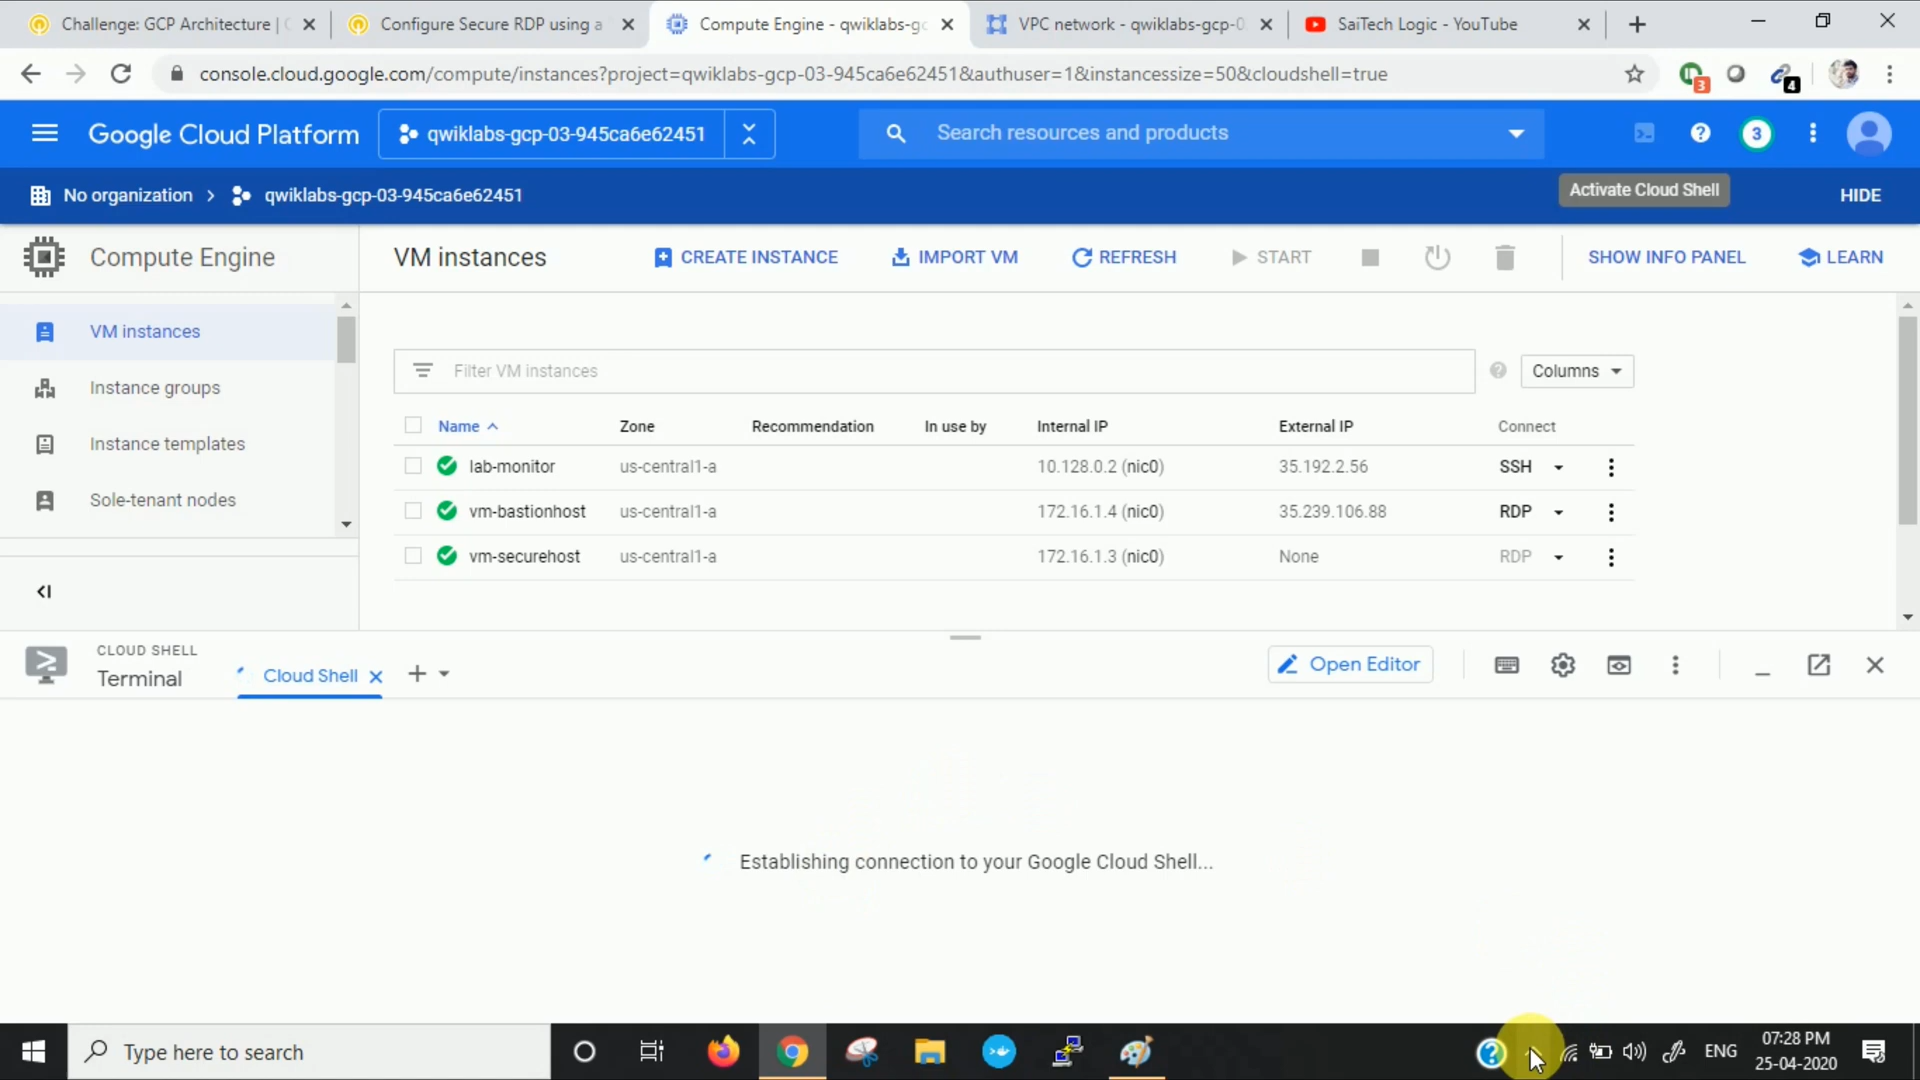 Challenge: GCP Architecture |
Configure Secure RDP using a
Compute Engine - qwiklabs-gc
VPC network - qwiklabs-gcp-0
SaiTech Logic - YouTube
console.cloud.google.com/compute/instances?project=qwiklabs-gcp-03-945ca6e62451&authuser=1&instancessize=50&cloudshell=true
3
4
Google Cloud Platform
qwiklabs-gcp-03-945ca6e62451
Search resources and products
3
No organization
qwiklabs-gcp-03-945ca6e62451
Activate Cloud Shell
HIDE
Compute Engine
VM instances
CREATE INSTANCE
IMPORT VM
REFRESH
START
SHOW INFO PANEL
LEARN
VM instances
Instance groups
Instance templates
Sole-tenant nodes
Filter VM instances
Columns
Name Zone Recommendation In use by Internal IP External IP Connect
lab-monitor us-central1-a 10.128.0.2 (nic0) 35.192.2.56 SSH
vm-bastionhost us-central1-a 172.16.1.4 (nic0) 35.239.106.88 RDP
vm-securehost us-central1-a 172.16.1.3 (nic0) None RDP
CLOUD SHELL
Terminal
Cloud Shell
Open Editor
Establishing connection to your Google Cloud Shell...
Type here to search
ENG
07:28 PM
25-04-2020